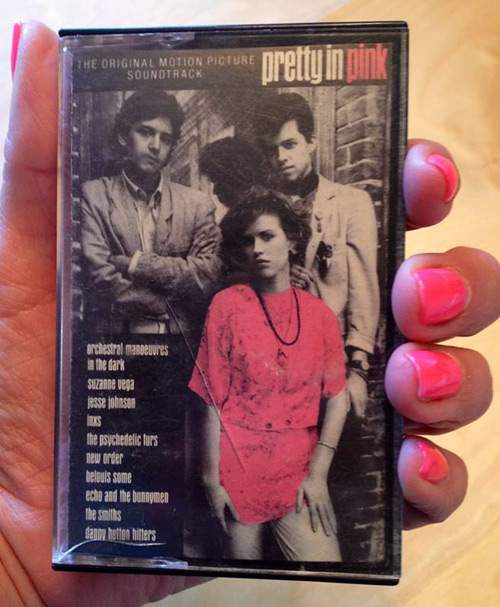 THE ORIGINAL MOTION PICTURE
SOUNDTRACK
pretty in pink
orchestral manoeuvres
in the dark
suzanne vega
jesse johnson
inxs
the psychedelic furs
new order
belouis some
echo and the bunnymen
the smiths
danny hutton hitters